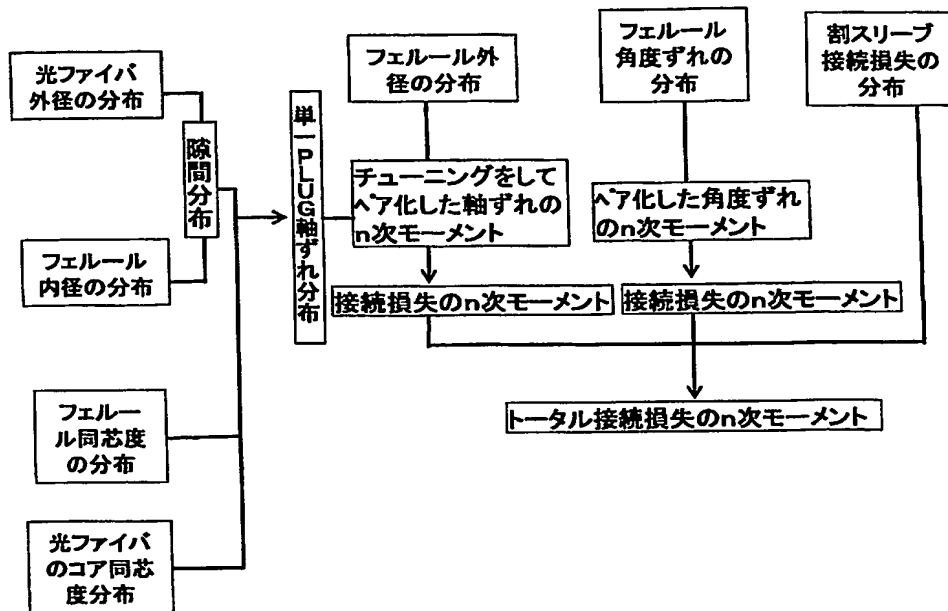 光ファイバ
外径の分布
隙間分布
フェルール
内径の分布
フェルー
ル同芯度
の分布
光ファイバ
のコア同芯
度分布
単一PLUG軸ずれ分布
フェルール外
径の分布
チューニングをして
ペア化した軸ずれの
n次モーメント
接続損失のn次モーメント
フェルール
角度ずれの
分布
ペア化した角度ずれ
のn次モーメント
接続損失のn次モーメント
割スリーブ
接続損失の
分布
トータル接続損失のn次モーメント